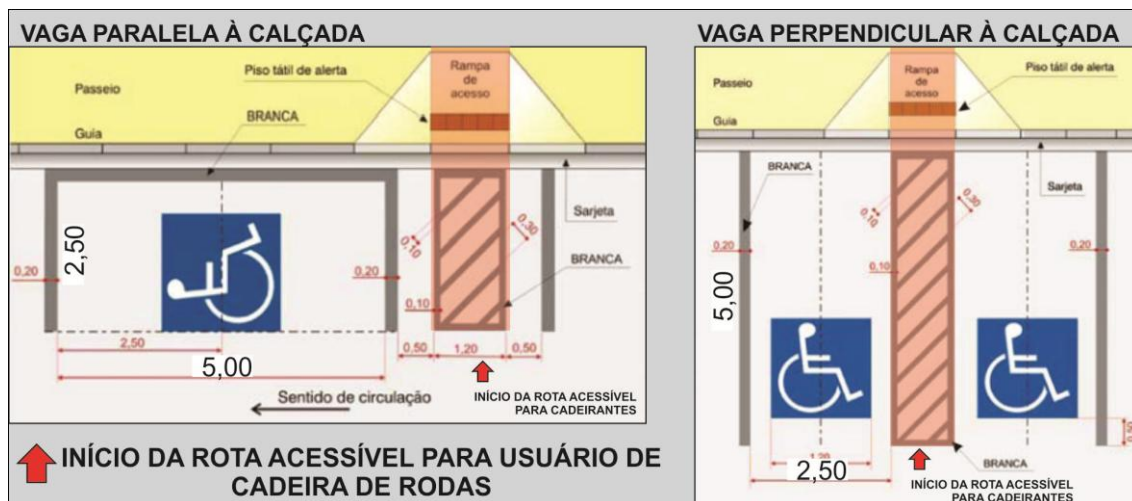 VAGA PARALELA À CALÇADA
Piso tátil de alerta
Rampa
de
acesso
Passeio
BRANCA
Guia
Sarjeta
0,20
2,50
0,20
0,10
0,30
BRANCA
0,10
2,50
5,00
0,50
1,20
0,50
Sentido de circulação
INÍCIO DA ROTA ACESSÍVEL
PARA CADEIRANTES
INÍCIO DA ROTA ACESSÍVEL PARA USUÁRIO DE
CADEIRA DE RODAS
VAGA PERPENDICULAR À CALÇADA
Rampa
de
acesso
Piso tátil de alerta
Passeio
Guia
BRANCA
Sarjeta
0,10
0,30
0,20
0,20
0,10
5,00
0,50
1,20
2,50
BRANCA
INÍCIO DA ROTA ACESSÍVEL
PARA CADEIRANTES